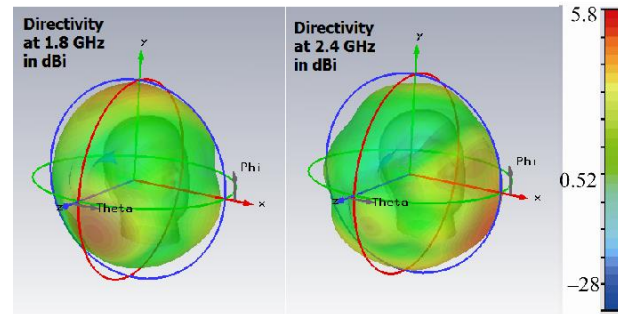 Directivity
at 1.8 GHz
in dBi
y
Phi
x
z
Theta
Directivity
at 2.4 GHz
in dBi
y
Phi
x
z
Theta
5.8
0.52
–28